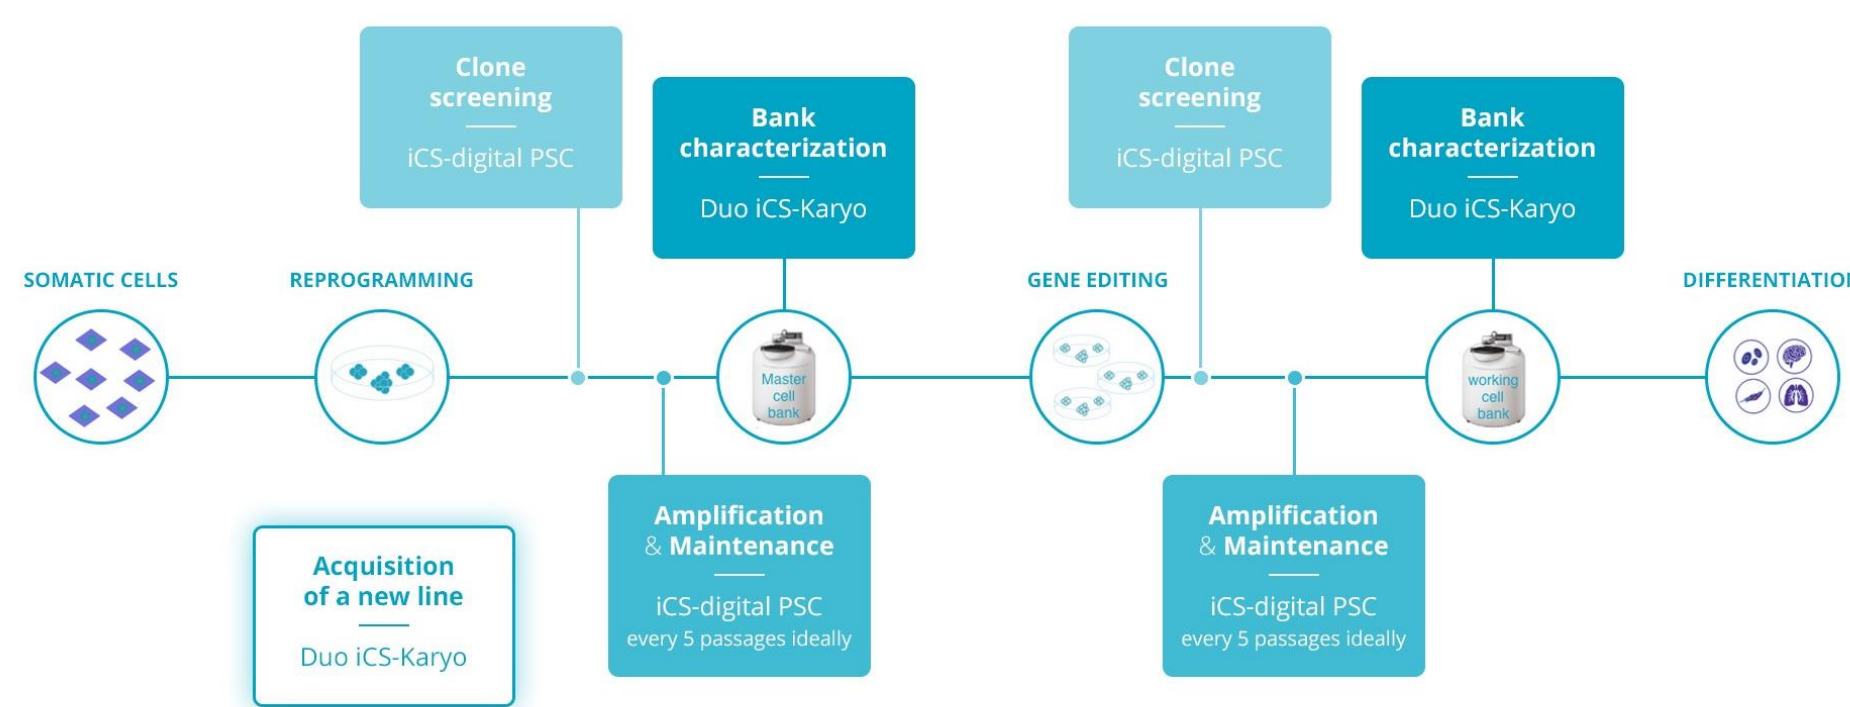 Clone
screening
iCS-digital PSC
Bank
characterization
Duo iCS-Karyo
Clone
screening
iCS-digital PSC
Bank
characterization
Duo iCS-Karyo
SOMATIC CELLS
REPROGRAMMING
GENE EDITING
DIFFERENTIATIO
Master
cell
bank
working
cell
bank
Acquisition
of a new line
Duo iCS-Karyo
Amplification
& Maintenance
iCS-digital PSC
every 5 passages ideally
Amplification
& Maintenance
iCS-digital PSC
every 5 passages ideally